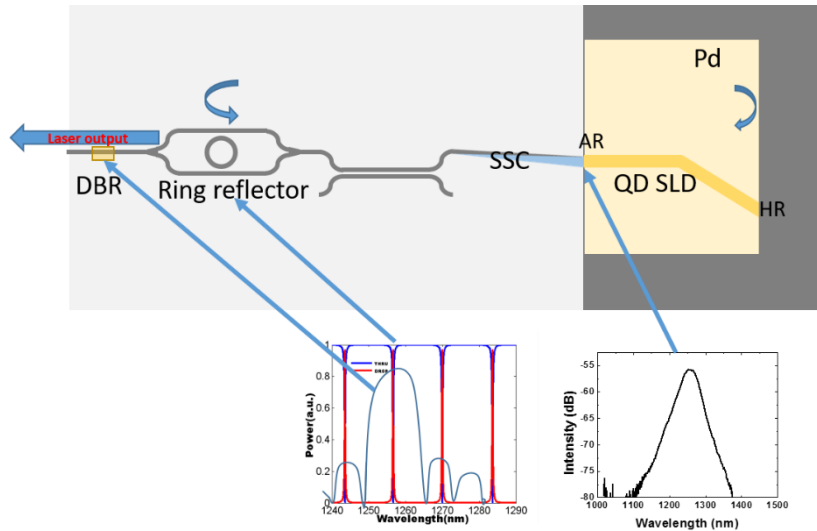 Pd
AR
Laser output
SSC
QD SLD
DBR
Ring reflector
HR
1
0.8
0.6
0.4
0.2
0
Power(a.u.)
THRU
DROP
1240 1250 1260 1270 1280 1290
Wavelength(nm)
-55
-60
-65
-70
-75
-80
Intensity (dB)
1000 1100 1200 1300 1400 1500
Wavelength (nm)